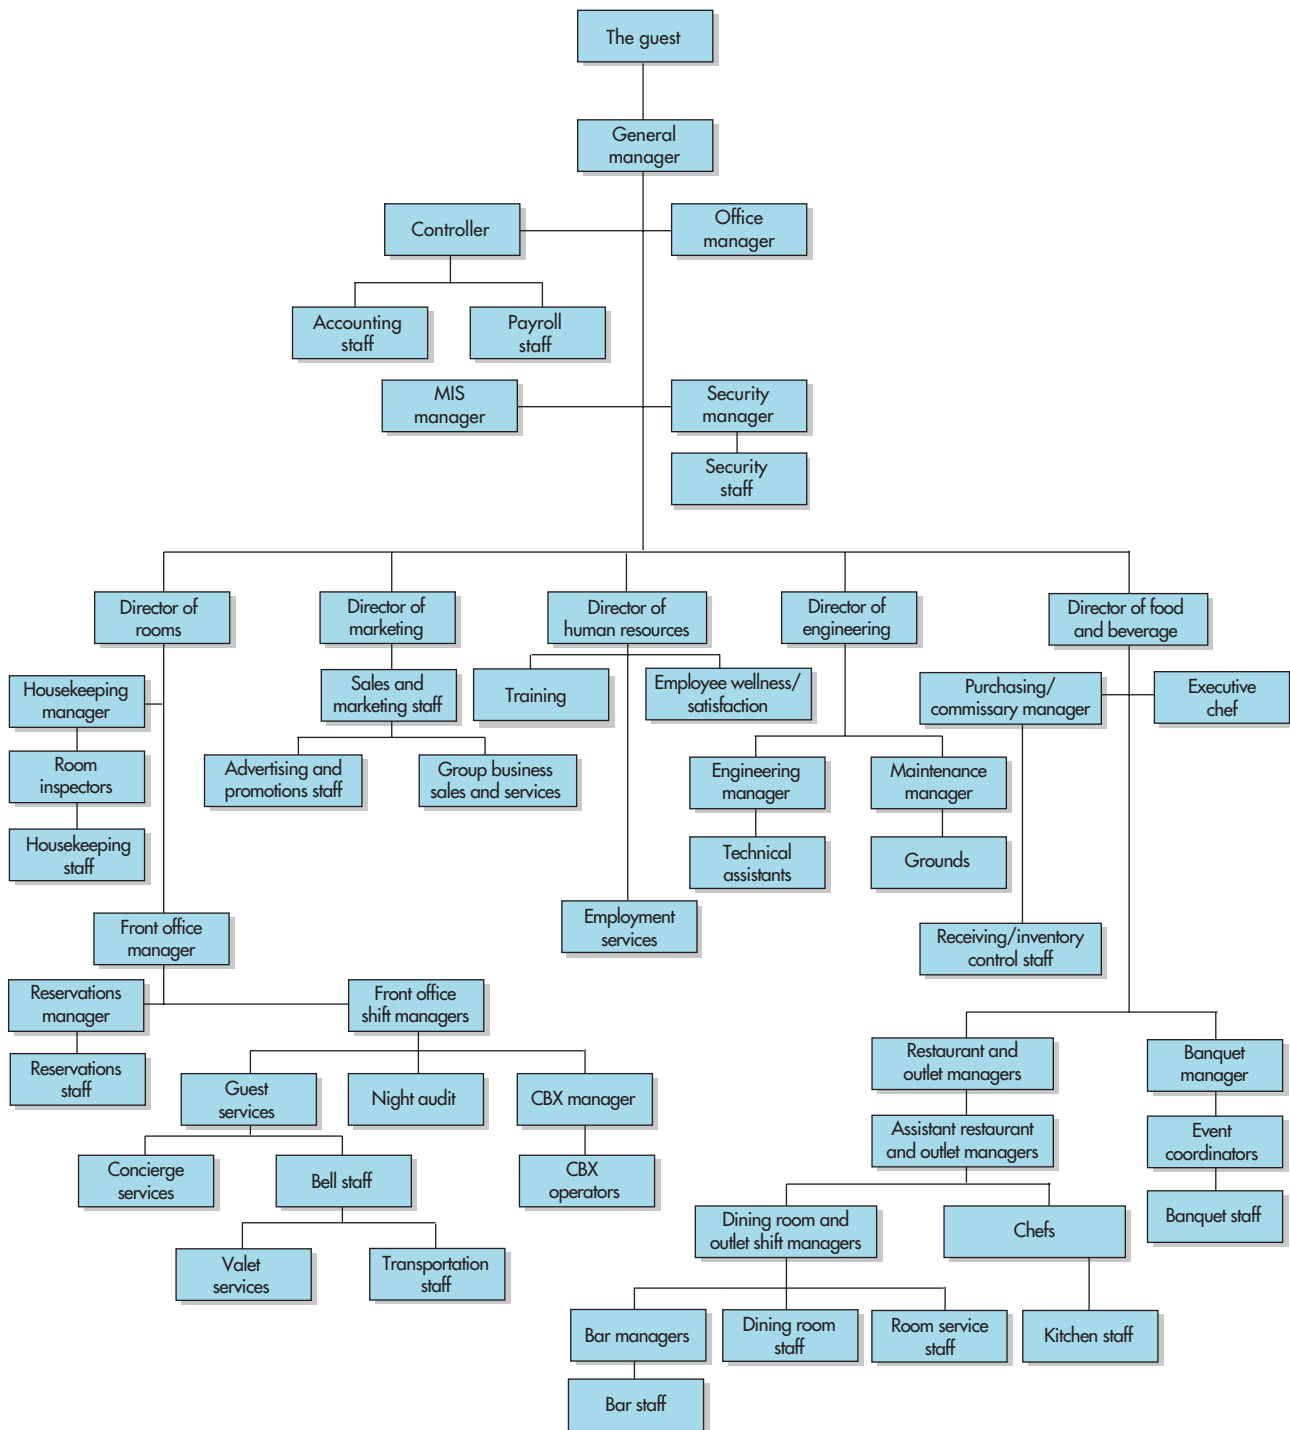 The guest
General
manager
Controller
Office
manager
Accounting
staff
Payroll
staff
MIS
manager
Security
manager
Security
staff
Director of
rooms
Director of
marketing
Director of
human resources
Director of
engineering
Director of food
and beverage
Housekeeping
manager
Sales and
marketing staff
Training
Employee wellness/
satisfaction
Purchasing/
commissary manager
Executive
chef
Room
inspectors
Advertising and
promotions staff
Group business
sales and services
Engineering
manager
Maintenance
manager
Housekeeping
staff
Technical
assistants
Grounds
Front office
manager
Employment
services
Receiving/inventory
control staff
Reservations
manager
Front office
shift managers
Restaurant and
outlet managers
Banquet
manager
Reservations
staff
Guest
services
Night audit
CBX manager
Assistant restaurant
and outlet managers
Event
coordinators
Concierge
services
Bell staff
CBX
operators
Dining room and
outlet shift managers
Chefs
Banquet staff
Valet
services
Transportation
staff
Bar managers
Dining room
staff
Room service
staff
Kitchen staff
Bar staff